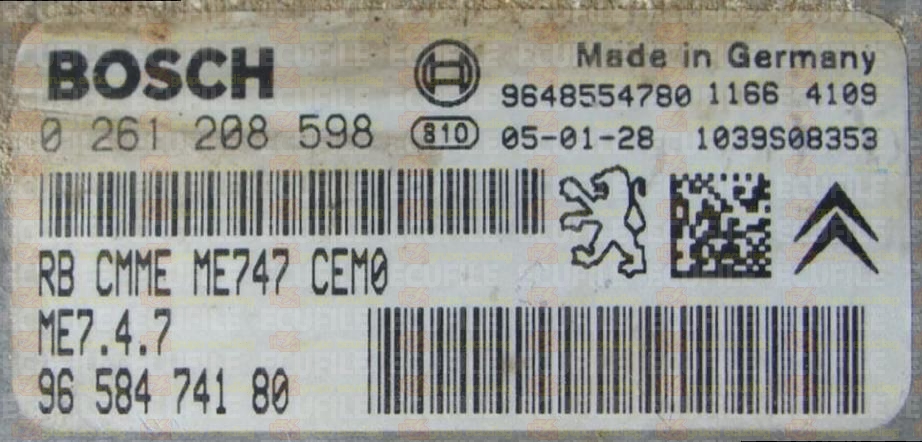 BOSCH
Made in Germany
9648554780 1166 4109
0 261 208 598
810 05-01-28 1039S08353
RB CMME ME747 CEM0
ME7.4.7
96 584 741 80
ECUFILE